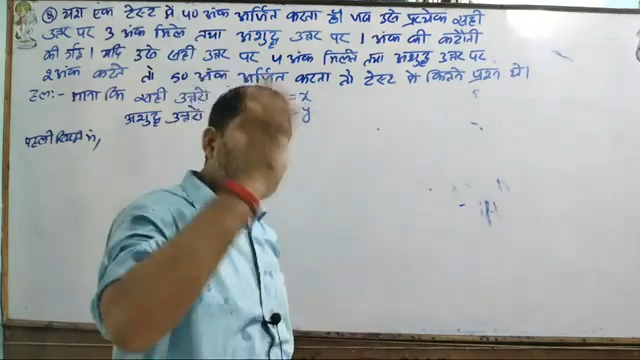 यश एक टेस्ट में 40 अंक अर्जित करता है। जब उसे प्रत्येक सही
उत्तर पर 3 अंक मिले तथा अशुद्ध उत्तर पर 1 अंक की कटौती
की गई। यदि उसे सही उत्तर पर 4 अंक मिलते तथा अशुद्ध उत्तर पर
2 अंक कटते तो 50 अंक अर्जित करता तो टेस्ट में कितने प्रश्न थे।
हल:- माना कि सही उत्तरो = x
अशुद्ध उत्तरो = y
पहली स्थिति में,